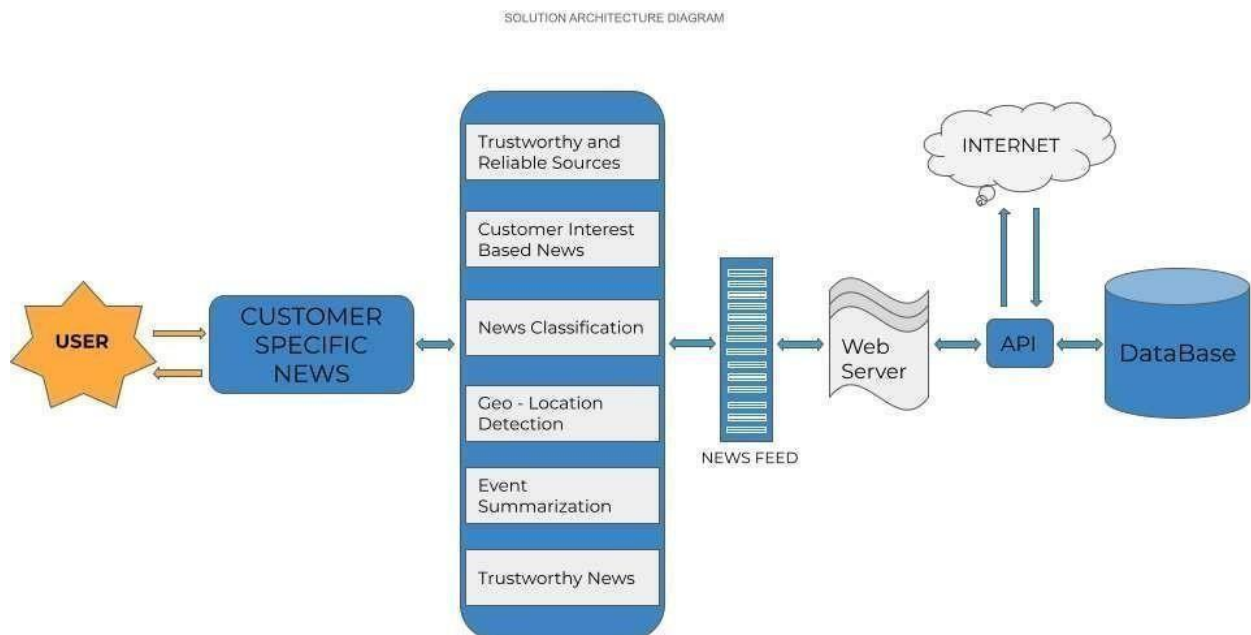 SOLUTION ARCHITECTURE DIAGRAM
USER
CUSTOMER
SPECIFIC
NEWS
Trustworthy and
Reliable Sources
Customer Interest
Based News
News Classification
Geo - Location
Detection
Event
Summarization
Trustworthy News
NEWS FEED
Web
Server
INTERNET
API
DataBase